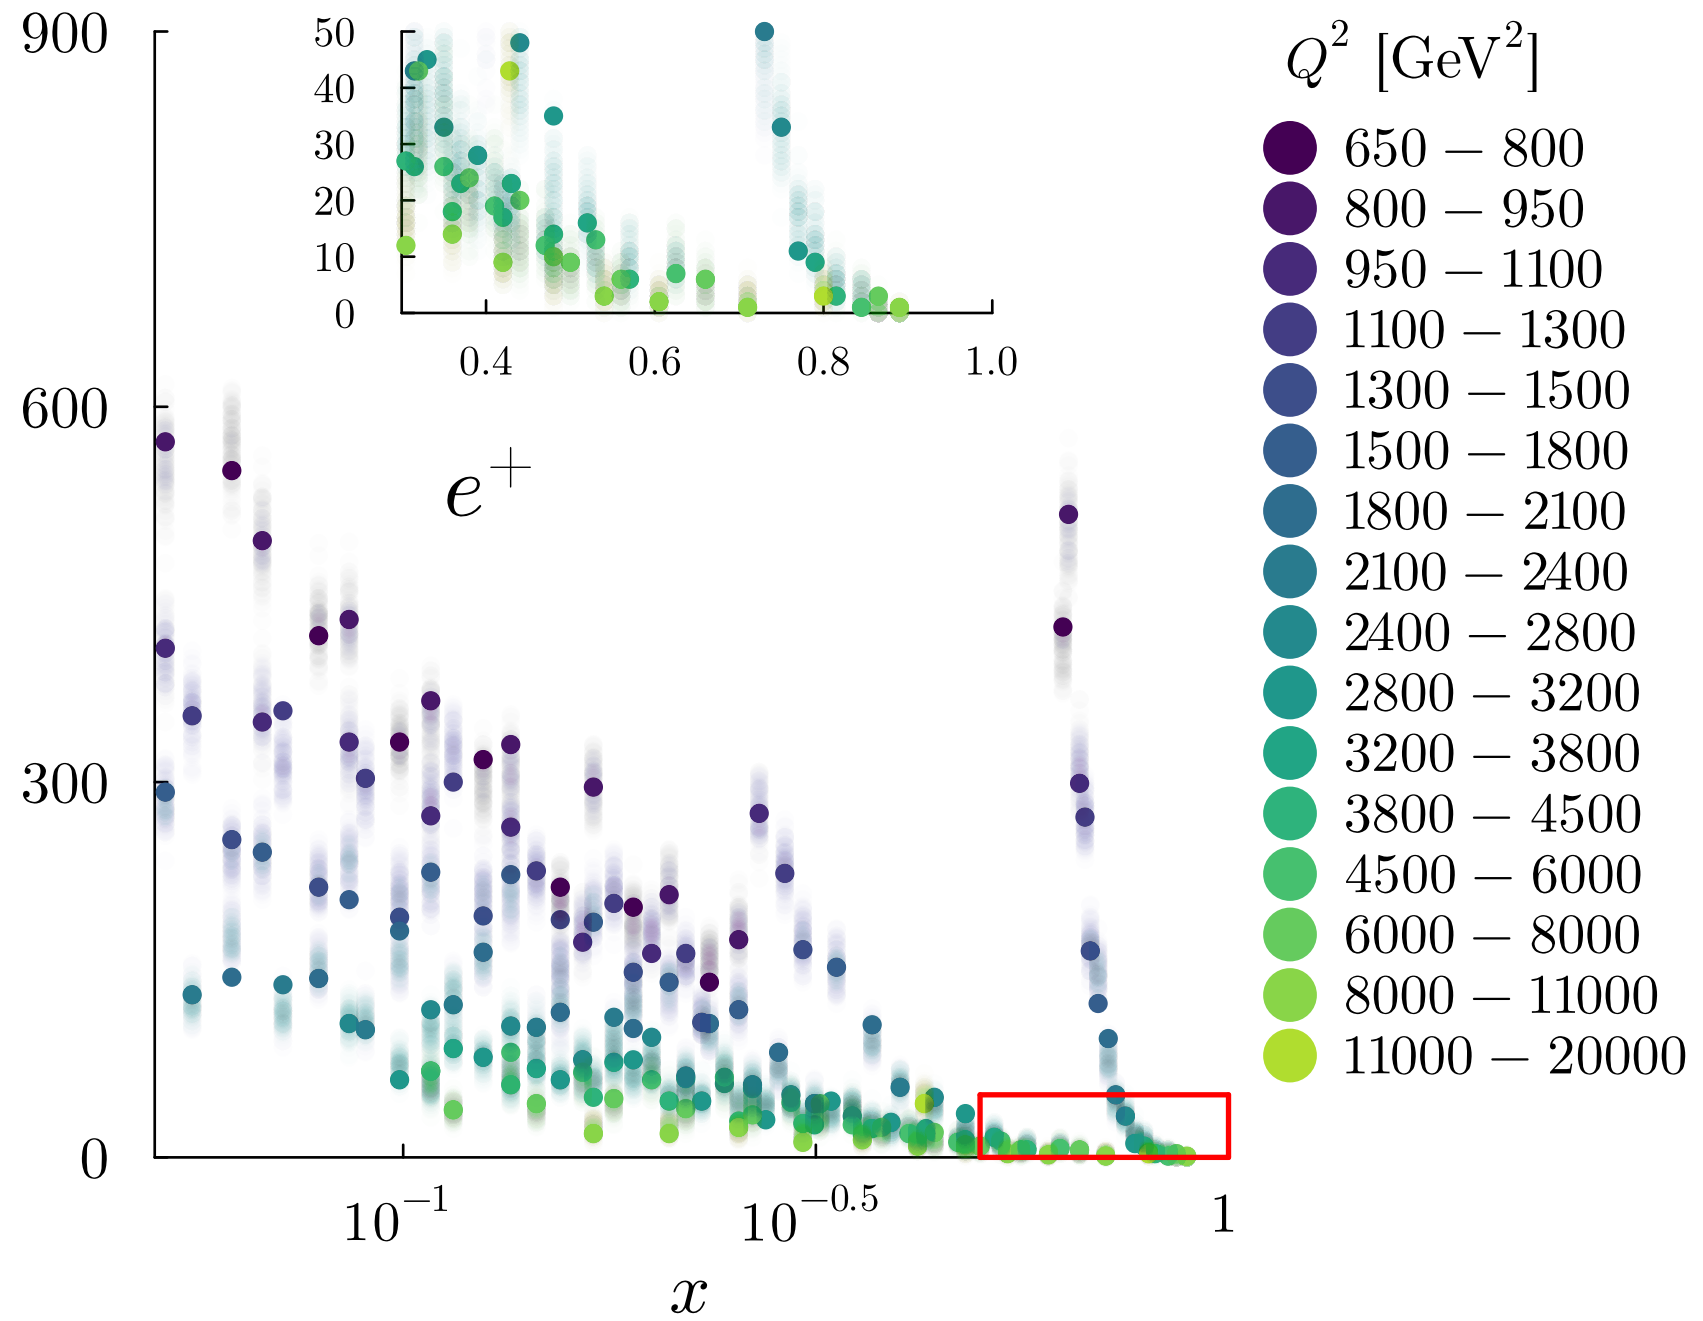 900
600
300
0
50
40
30
20
10
0
0.4 0.6 0.8 1.0
e⁺
10⁻¹ 10⁻⁰·⁵ 1
x
Q² [GeV²]
650 – 800
800 – 950
950 – 1100
1100 – 1300
1300 – 1500
1500 – 1800
1800 – 2100
2100 – 2400
2400 – 2800
2800 – 3200
3200 – 3800
3800 – 4500
4500 – 6000
6000 – 8000
8000 – 11000
11000 – 20000